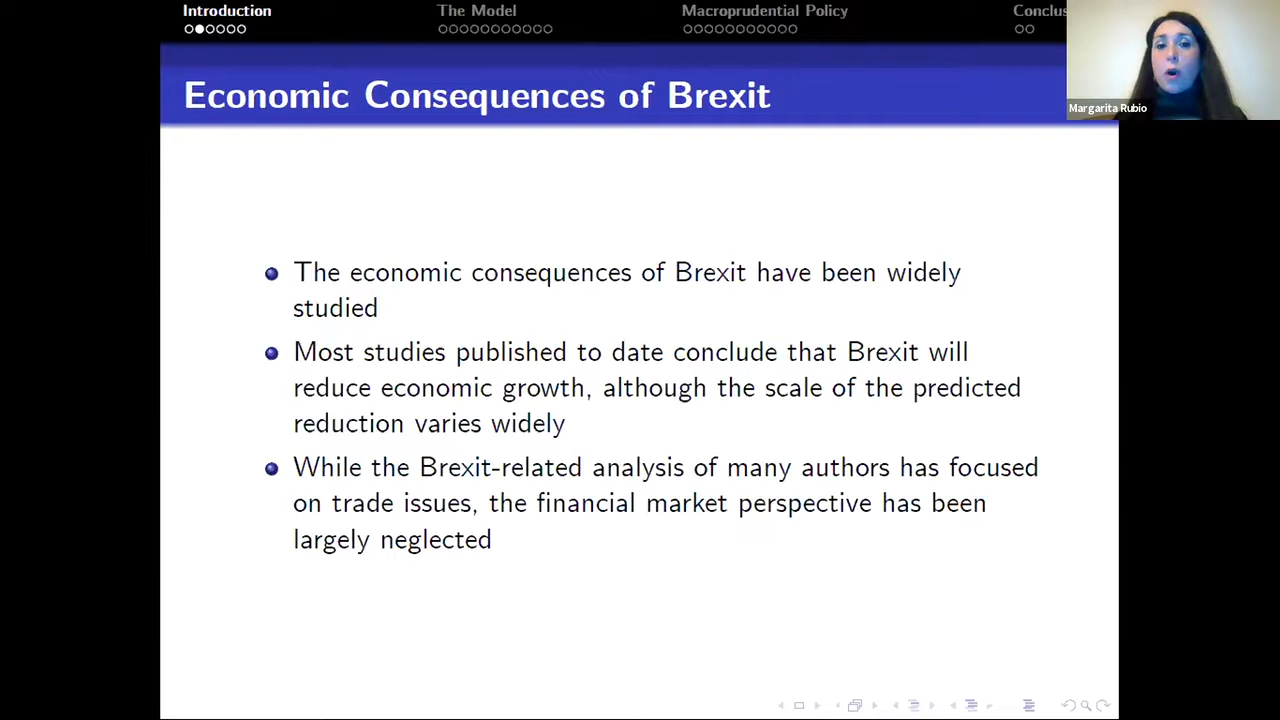 Introduction
The Model
Macroprudential Policy
Conclus
Margarita Rubio
Economic Consequences of Brexit
The economic consequences of Brexit have been widely
studied
Most studies published to date conclude that Brexit will
reduce economic growth, although the scale of the predicted
reduction varies widely
While the Brexit-related analysis of many authors has focused
on trade issues, the financial market perspective has been
largely neglected